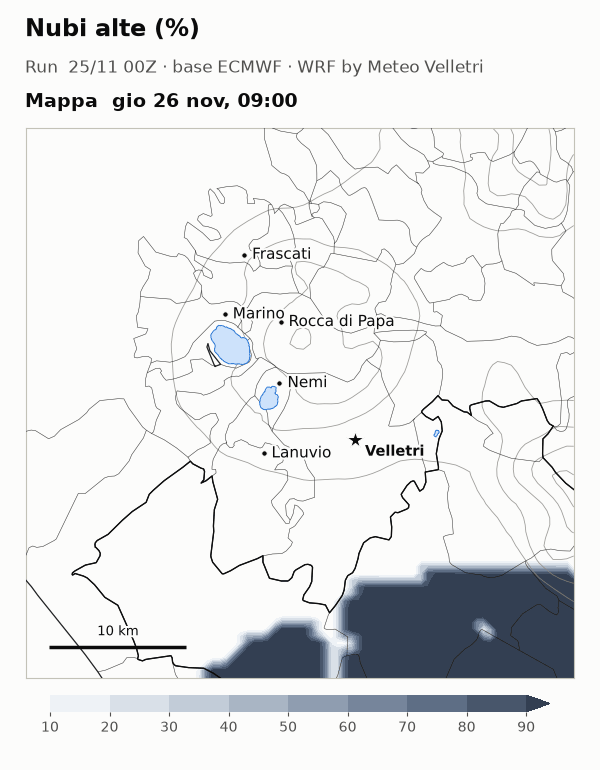 Nubi alte (%)
Run  25/11 00Z · base ECMWF · WRF by Meteo Velletri
Mappa  gio 26 nov, 09:00
Frascati
Marino
Rocca di Papa
Nemi
Velletri
Lanuvio
10 km
10 20 30 40 50 60 70 80 90